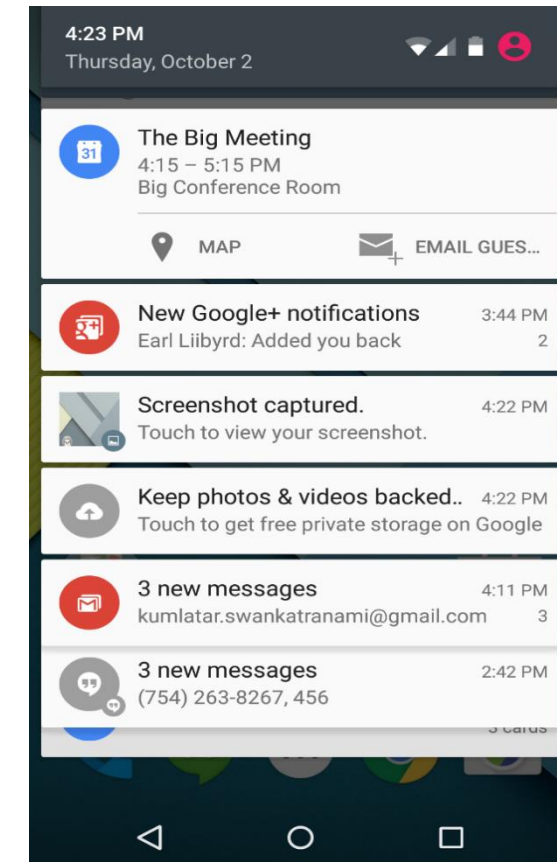 4:23 PM
Thursday, October 2
31
The Big Meeting
4:15 – 5:15 PM
Big Conference Room
MAP
EMAIL GUES...
New Google+ notifications 3:44 PM
Earl Liibyrd: Added you back 2
Screenshot captured. 4:22 PM
Touch to view your screenshot.
Keep photos & videos backed.. 4:22 PM
Touch to get free private storage on Google
3 new messages 4:11 PM
kumlatar.swankatranami@gmail.com 3
3 new messages 2:42 PM
(754) 263-8267, 456
3 cards